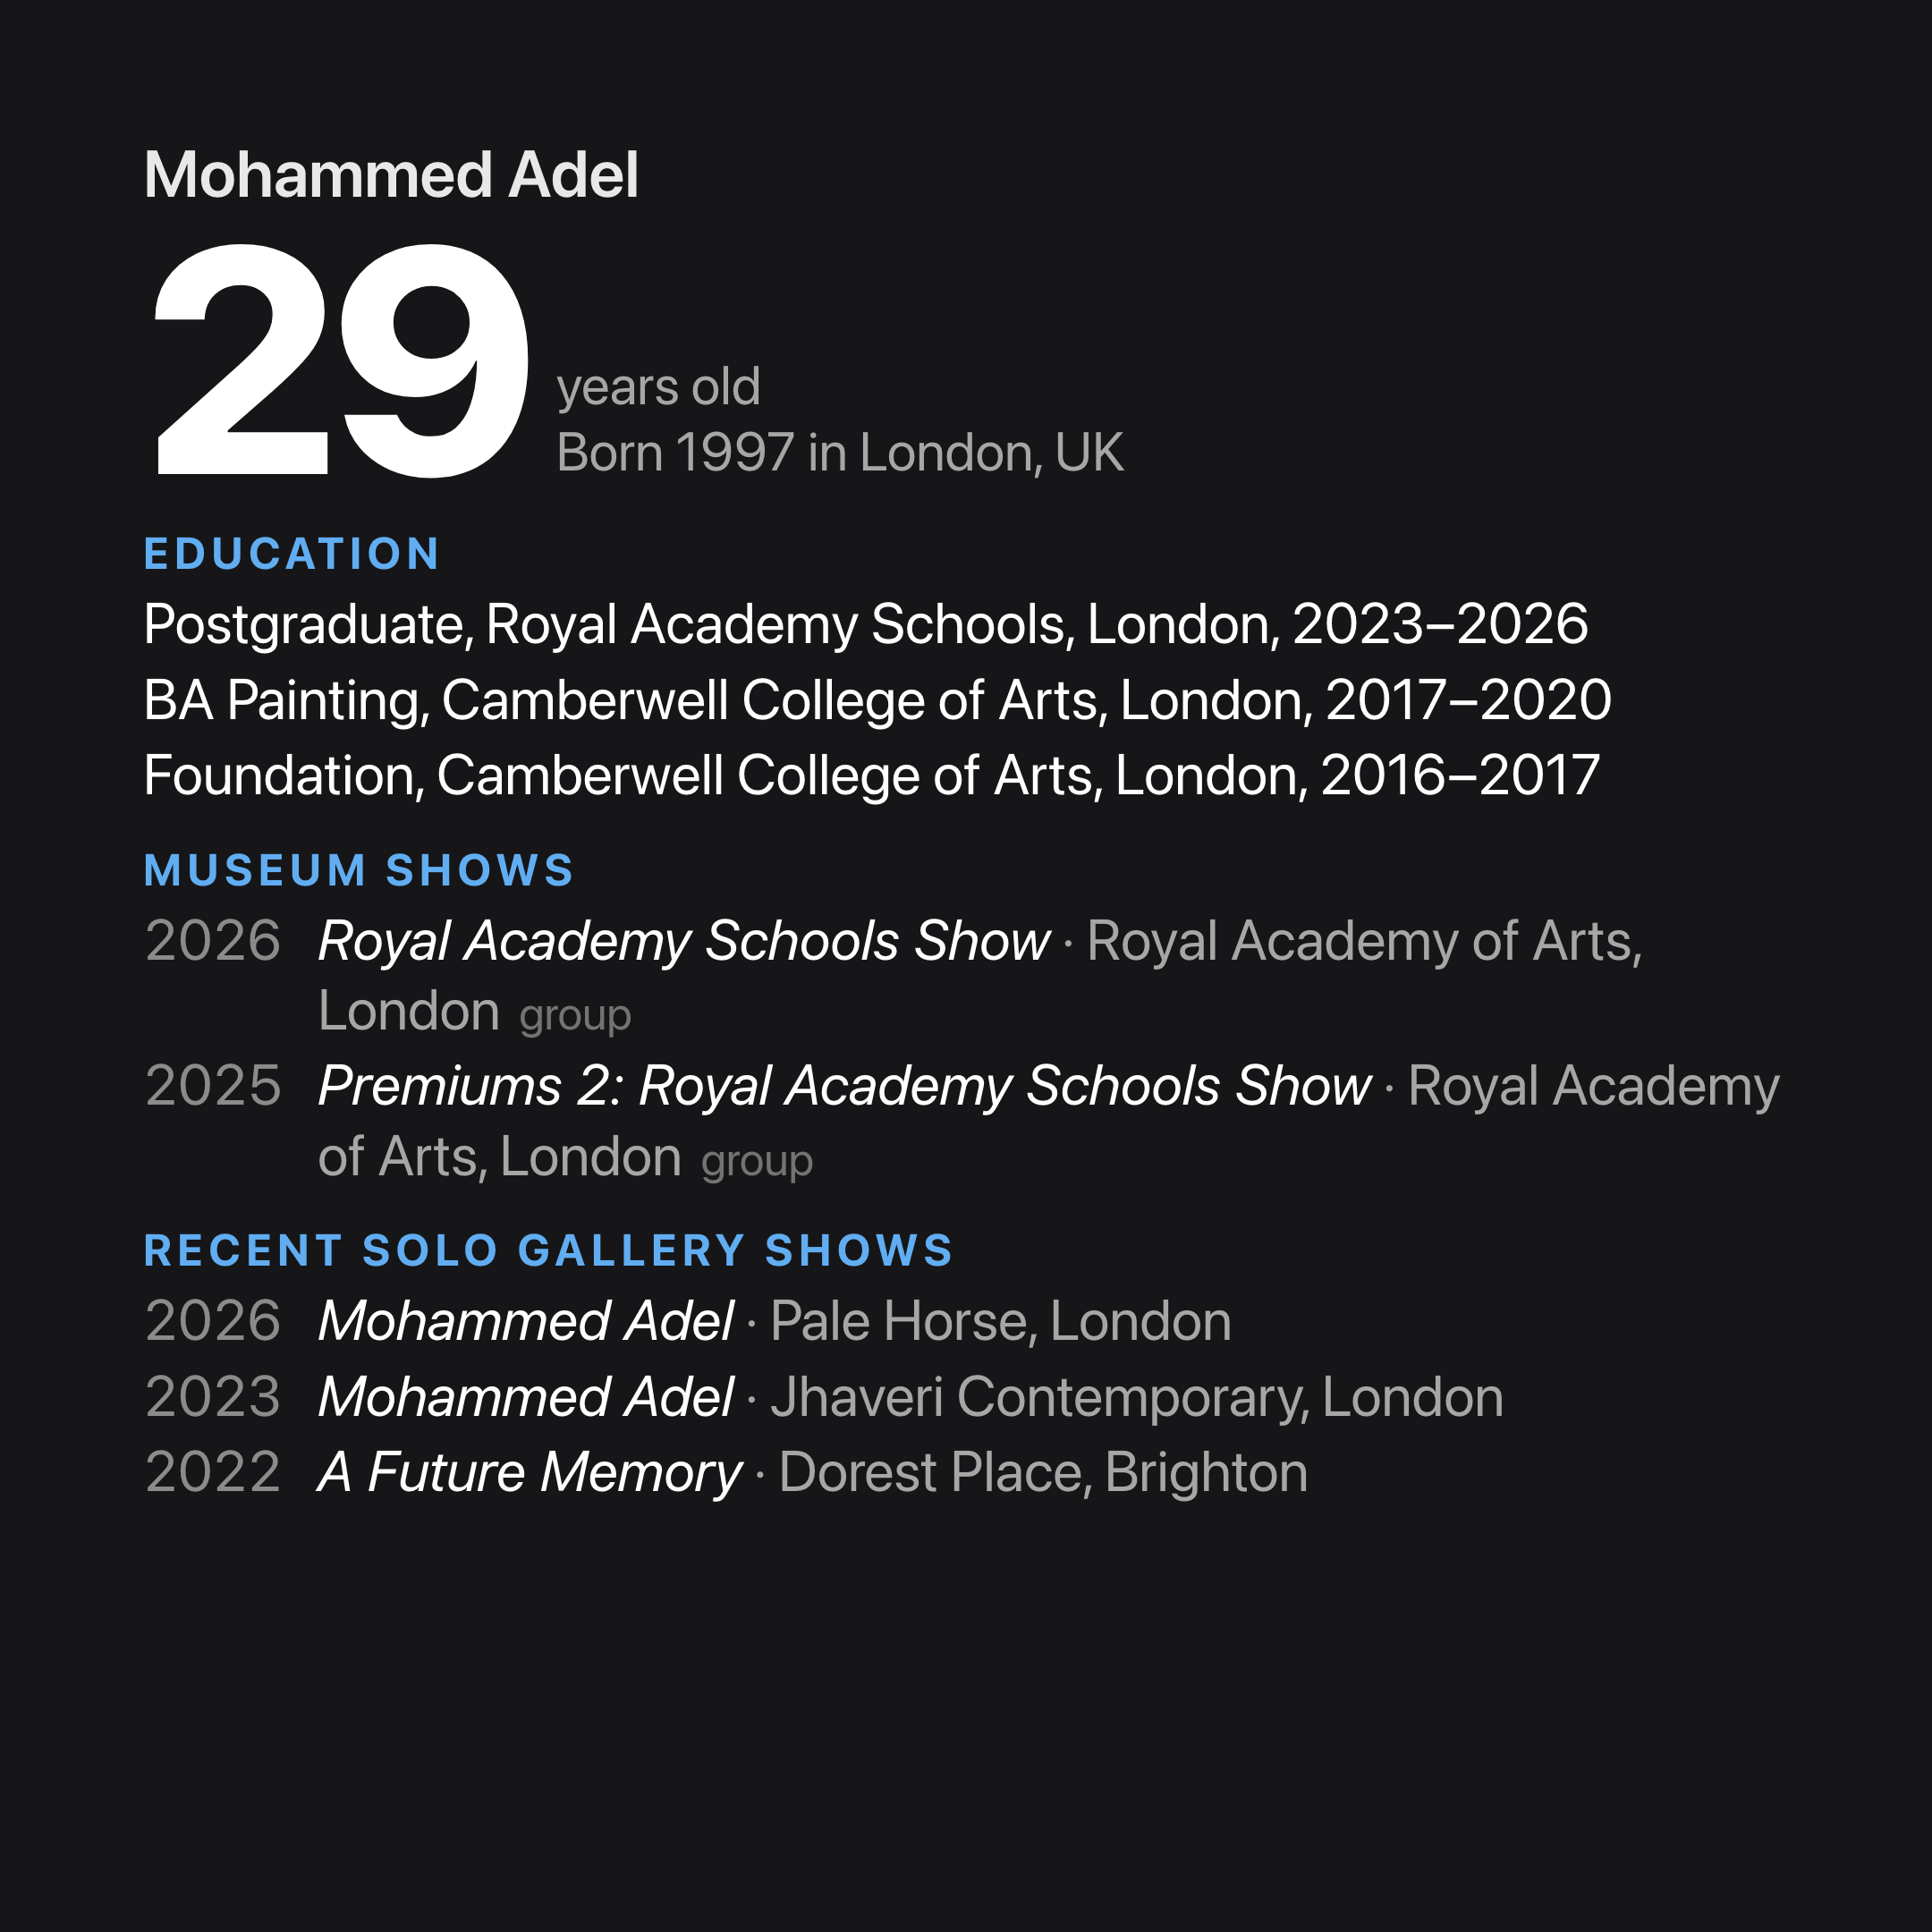 Mohammed Adel
29
years old
Born 1997 in London, UK
EDUCATION
Postgraduate, Royal Academy Schools, London, 2023–2026
BA Painting, Camberwell College of Arts, London, 2017–2020
Foundation, Camberwell College of Arts, London, 2016–2017
MUSEUM SHOWS
2026 Royal Academy Schools Show · Royal Academy of Arts,
London group
2025 Premiums 2: Royal Academy Schools Show · Royal Academy
of Arts, London group
RECENT SOLO GALLERY SHOWS
2026 Mohammed Adel · Pale Horse, London
2023 Mohammed Adel · Jhaveri Contemporary, London
2022 A Future Memory · Dorest Place, Brighton